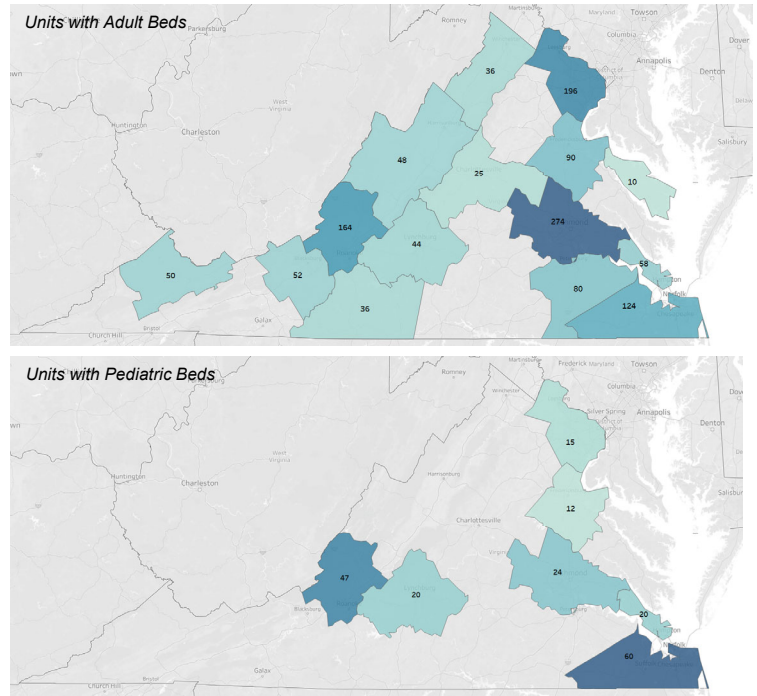 Units with Adult Beds
Parkersburg
Romney
Martinsburg
Maryland
Towson
Columbia
Annapolis
Dover
Denton
Salisbury
West
Virginia
Huntington
Charleston
36
196
48
25
90
10
164
274
44
50
52
58
80
36
124
Norfolk
Galax
Bristol
Church Hill
Units with Pediatric Beds
Parkersburg
Romney
Winchester
Frederick Maryland
Towson
Columbia
Silver Spring
Annapolis
Denton
West
Virginia
Huntington
Charleston
Harrisonburg
Charlottesville
15
12
47
20
24
20
60
Blacksburg
Norfolk
Galax
Bristol
Church Hill